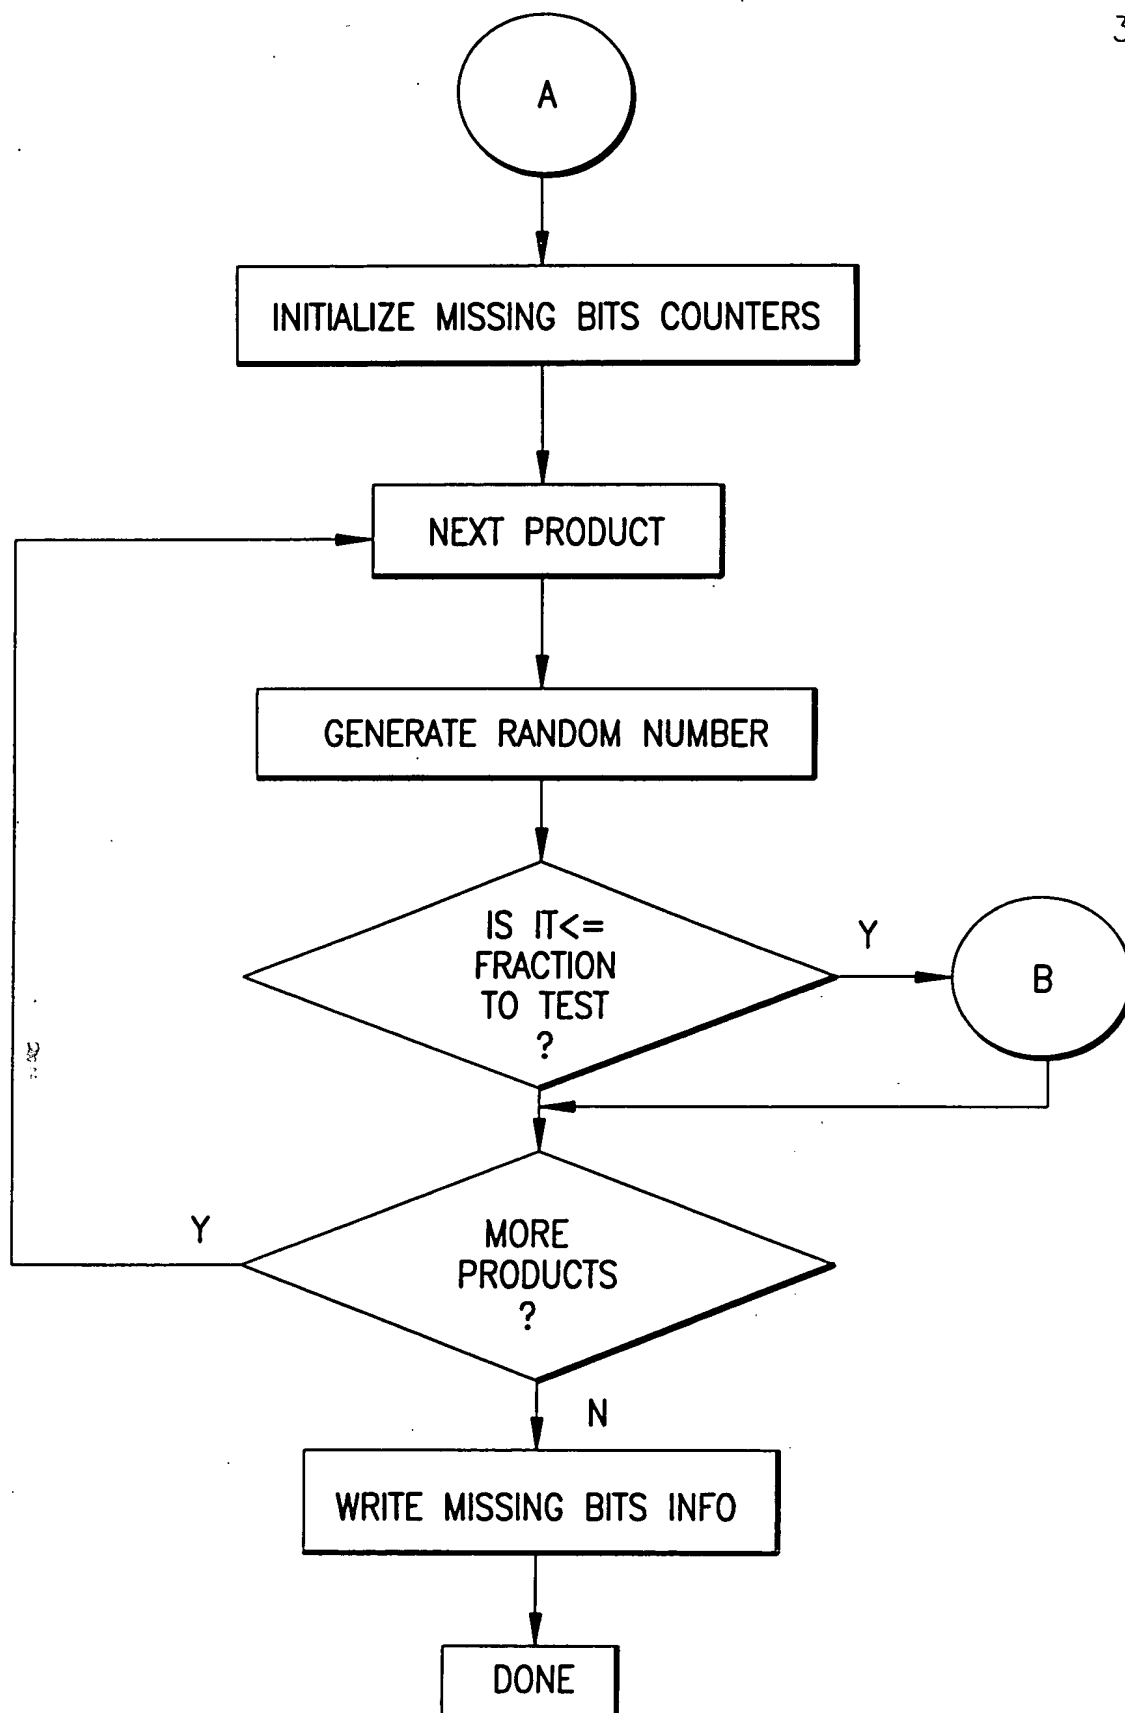 3
A
INITIALIZE MISSING BITS COUNTERS
NEXT PRODUCT
GENERATE RANDOM NUMBER
IS IT<=
FRACTION
TO TEST
?
Y
B
Y
MORE
PRODUCTS
?
N
WRITE MISSING BITS INFO
DONE